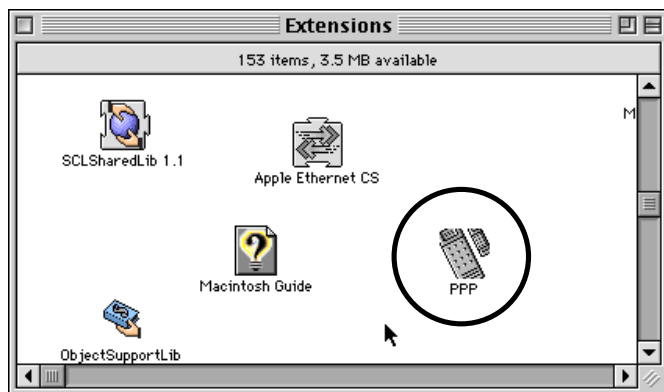 Extensions
153 items, 3.5 MB available
M
SCLSharedLib 1.1
Apple Ethernet CS
Macintosh Guide
PPP
ObjectSupportLib